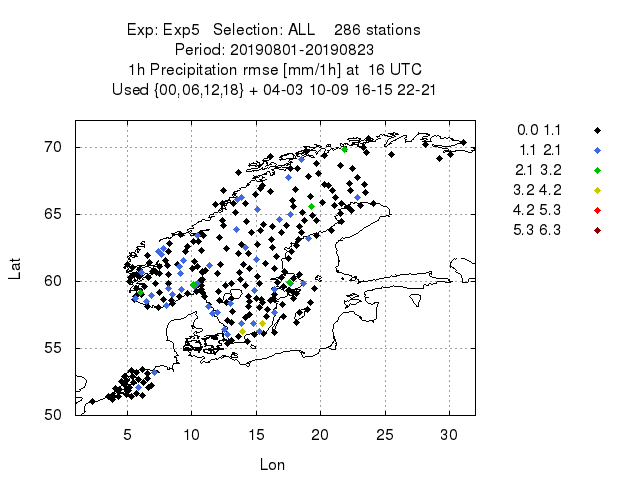 Exp: Exp5 Selection: ALL 286 stations
Period: 20190801-20190823
1h Precipitation rmse [mm/1h] at 16 UTC
Used {00,06,12,18} + 04-03 10-09 16-15 22-21
0.0 1.1
1.1 2.1
2.1 3.2
3.2 4.2
4.2 5.3
5.3 6.3
70
65
60
55
50
Lat
5 10 15 20 25 30
Lon